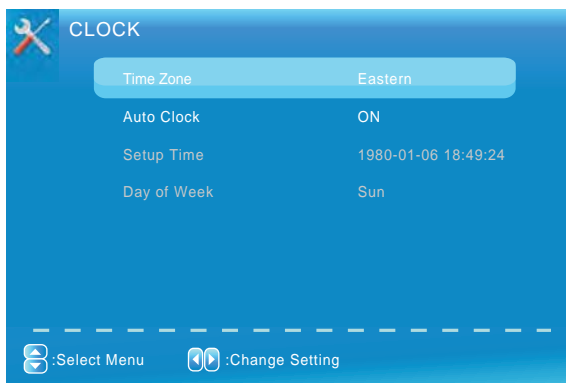 CLOCK
Time Zone Eastern
Auto Clock ON
Setup Time 1980-01-06 18:49:24
Day of Week Sun
:Select Menu :Change Setting